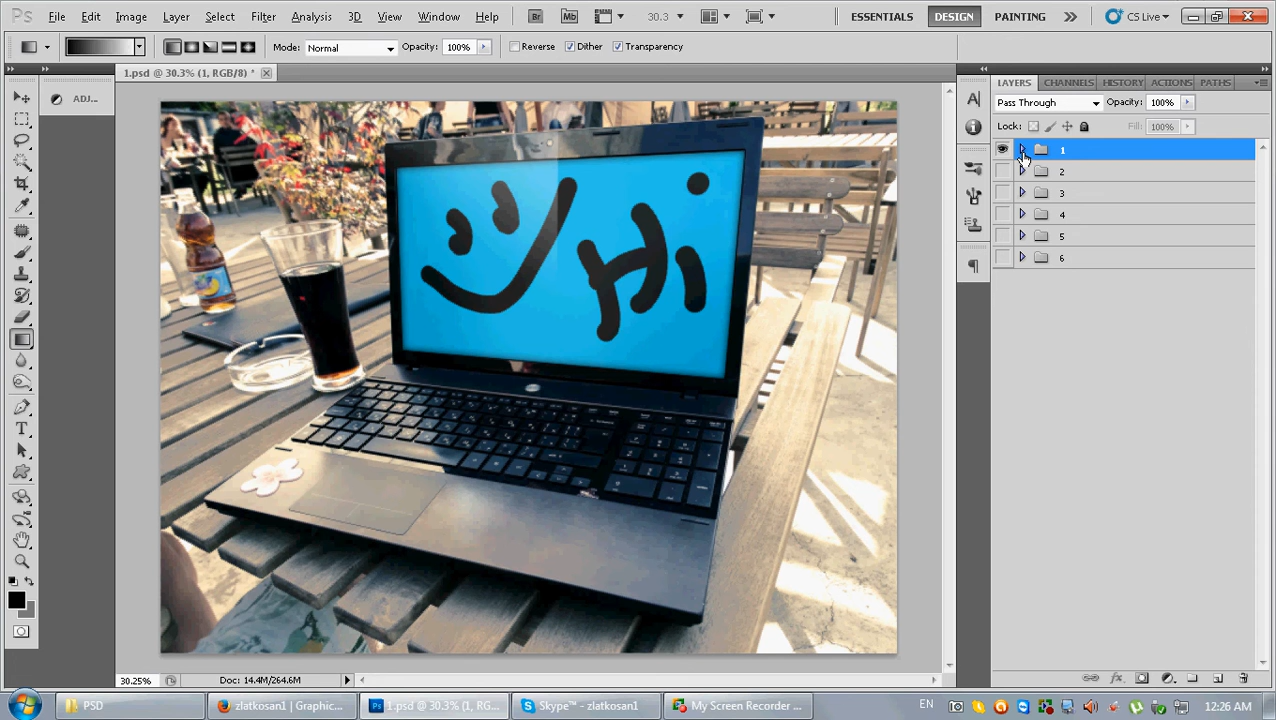 Ps File Edit Image Layer Select Filter Analysis 3D View Window Help Br Mb 30.3 ESSENTIALS DESIGN PAINTING CS Live
Mode: Normal Opacity: 100% Reverse Dither Transparency
1.psd @ 30.3% (1, RGB/8) *
ADJ...
LAYERS CHANNELS HISTORY ACTIONS PATHS
Pass Through Opacity: 100%
Lock: Fill: 100%
1
2
3
4
5
6
Hi
hp
30.25% Doc: 14.4M/264.6M
PSD zlatkosan1 | Graphic... 1.psd @ 30.3% (1, RG... Skype™ - zlatkosan1 My Screen Recorder ... EN 12:26 AM